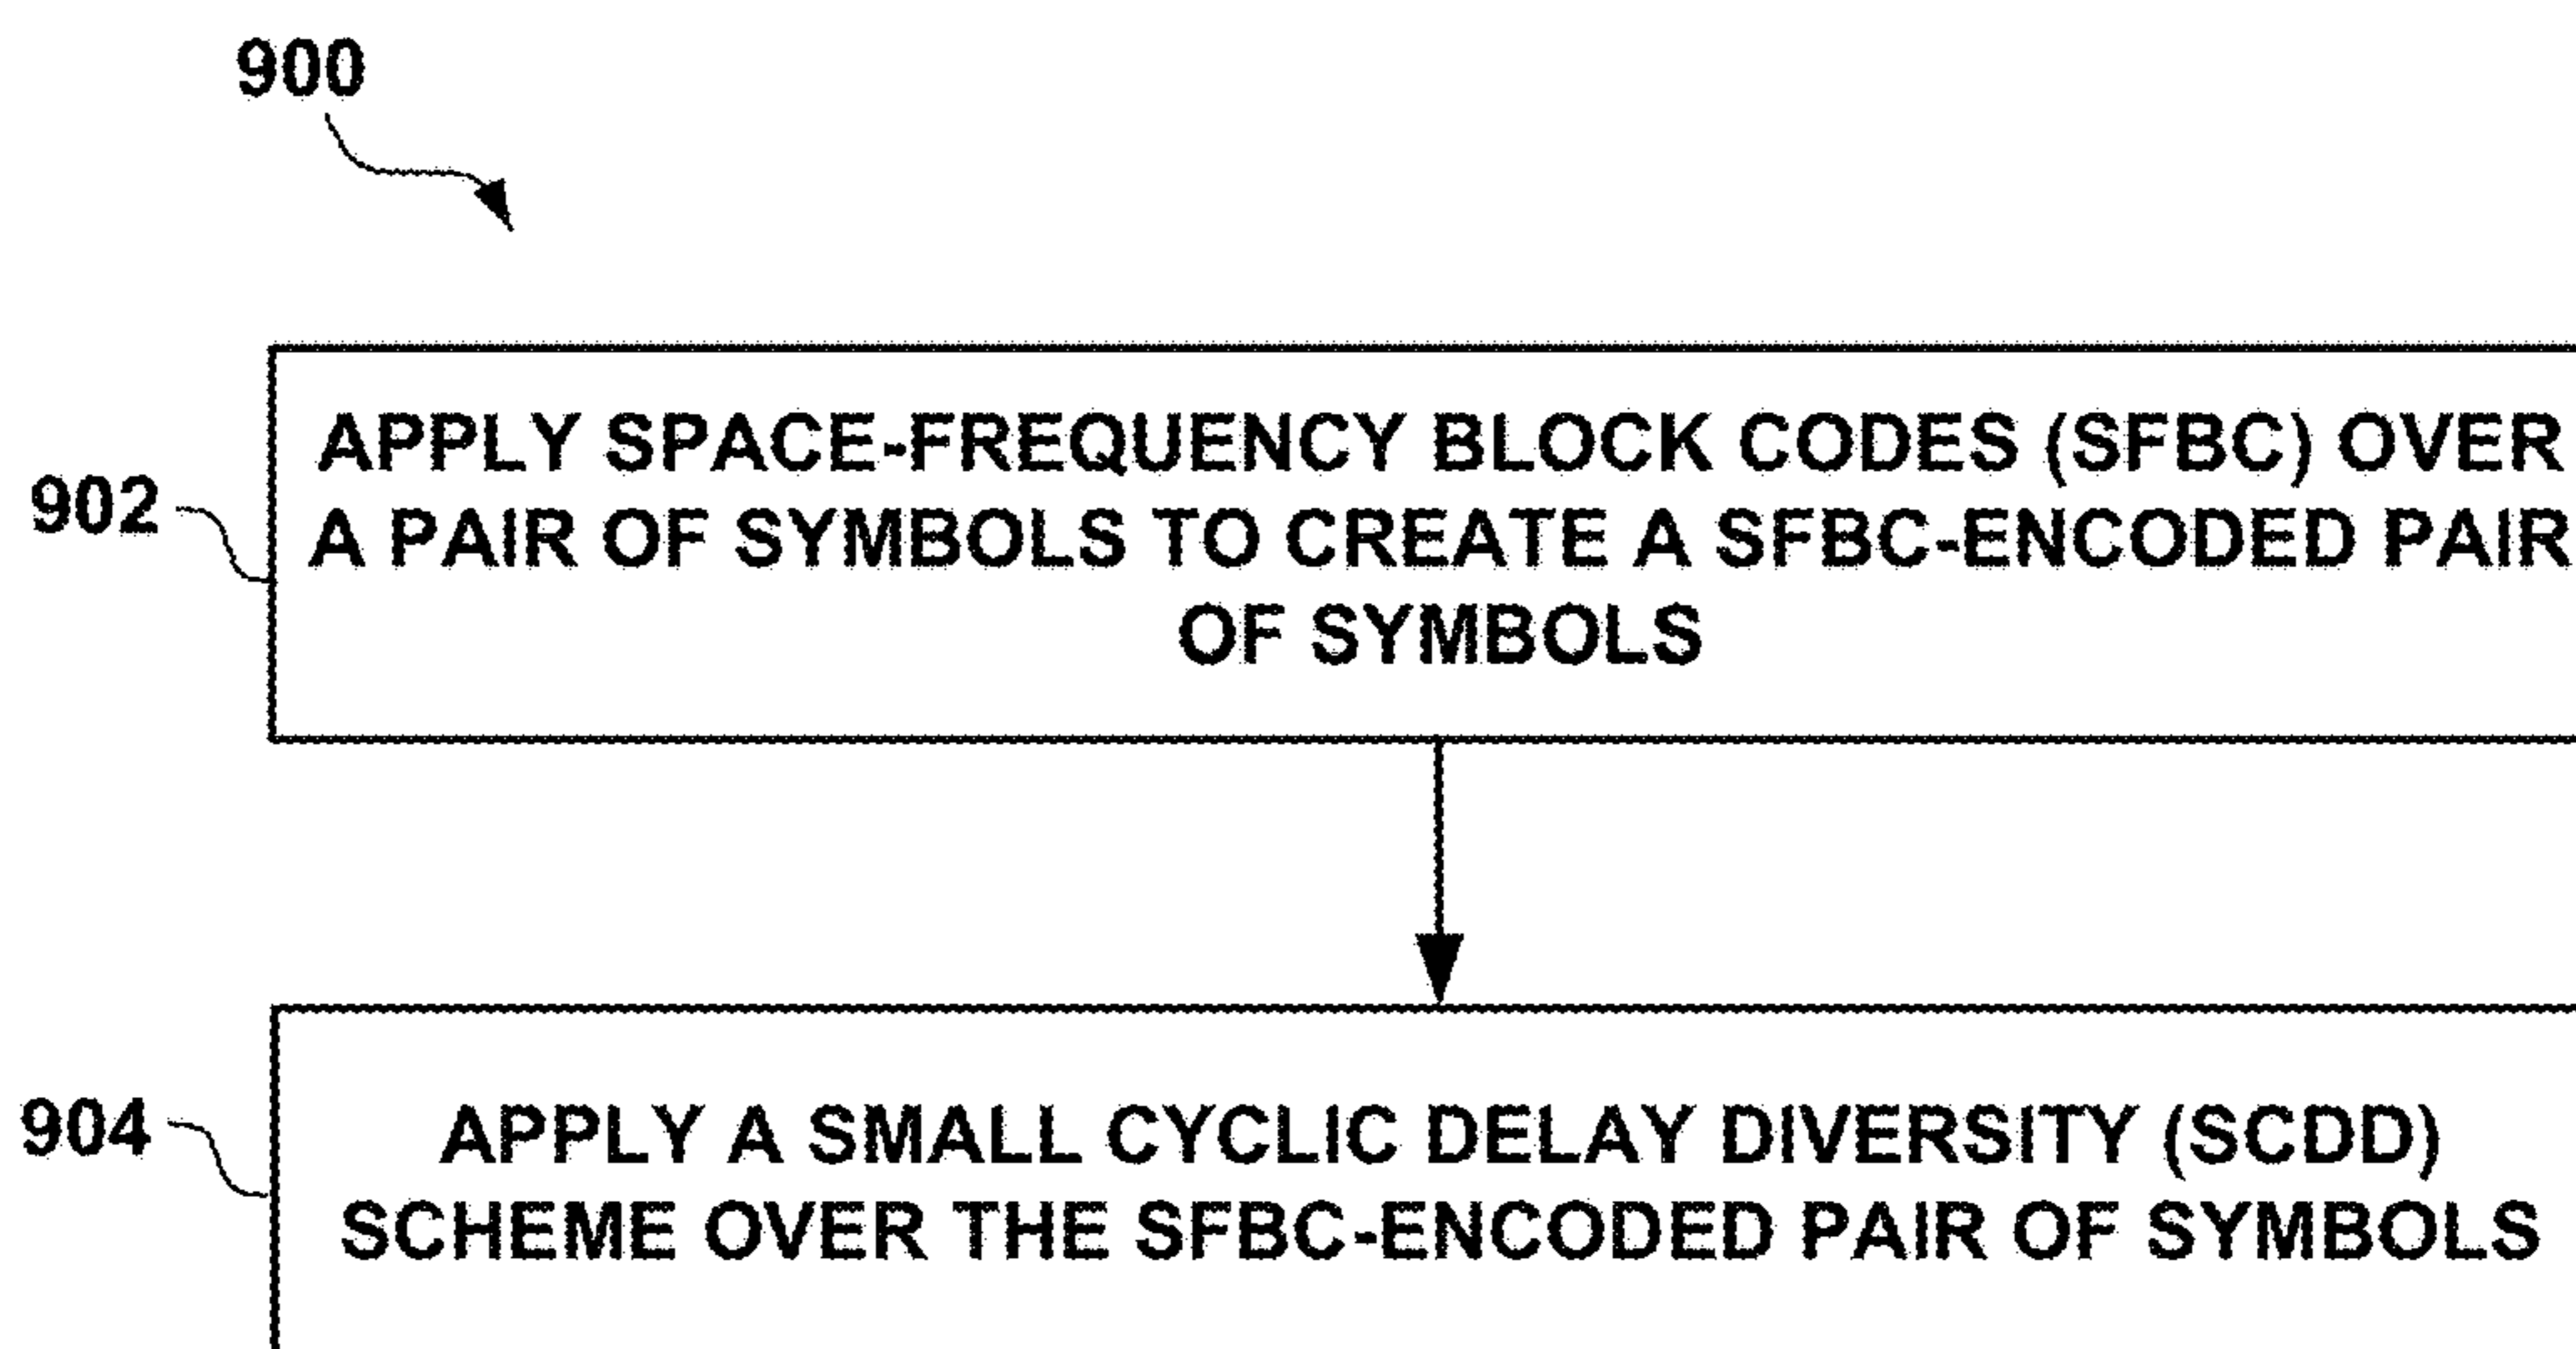 900
902
APPLY SPACE-FREQUENCY BLOCK CODES (SFBC) OVER
A PAIR OF SYMBOLS TO CREATE A SFBC-ENCODED PAIR
OF SYMBOLS
904
APPLY A SMALL CYCLIC DELAY DIVERSITY (SCDD)
SCHEME OVER THE SFBC-ENCODED PAIR OF SYMBOLS